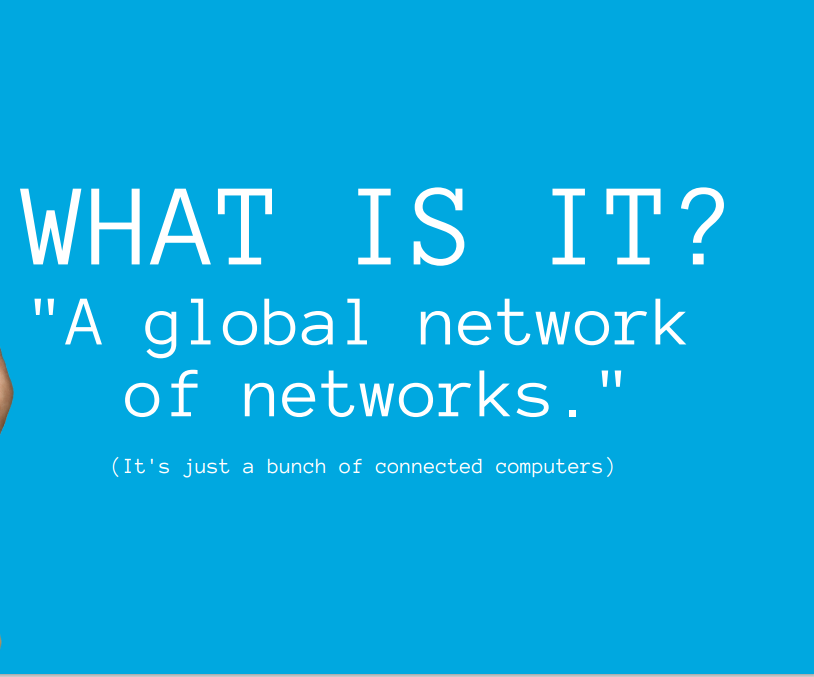 WHAT IS IT?
"A global network
of networks."
(It's just a bunch of connected computers)